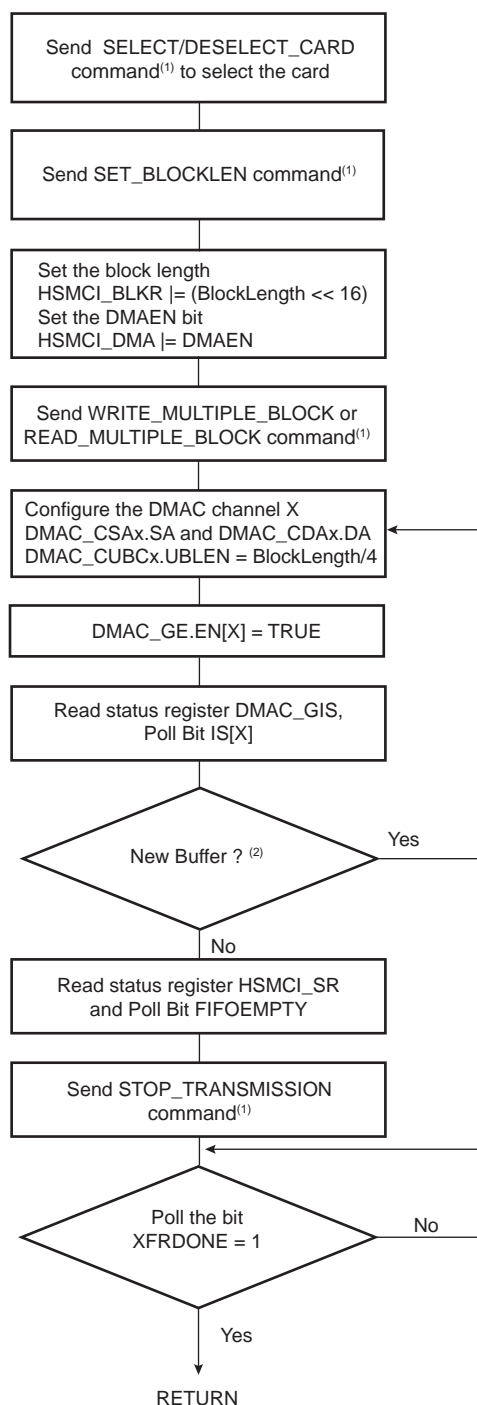 Send SELECT/DESELECT_CARD
command(1) to select the card
Send SET_BLOCKLEN command(1)
Set the block length
HSMCI_BLKR |= (BlockLength << 16)
Set the DMAEN bit
HSMCI_DMA |= DMAEN
Send WRITE_MULTIPLE_BLOCK or
READ_MULTIPLE_BLOCK command(1)
Configure the DMAC channel X
DMAC_CSAx.SA and DMAC_CDAx.DA
DMAC_CUBCx.UBLEN = BlockLength/4
DMAC_GE.EN[X] = TRUE
Read status register DMAC_GIS,
Poll Bit IS[X]
New Buffer ? (2)
Yes
No
Read status register HSMCI_SR
and Poll Bit FIFOEMPTY
Send STOP_TRANSMISSION
command(1)
Poll the bit
XFRDONE = 1
No
Yes
RETURN